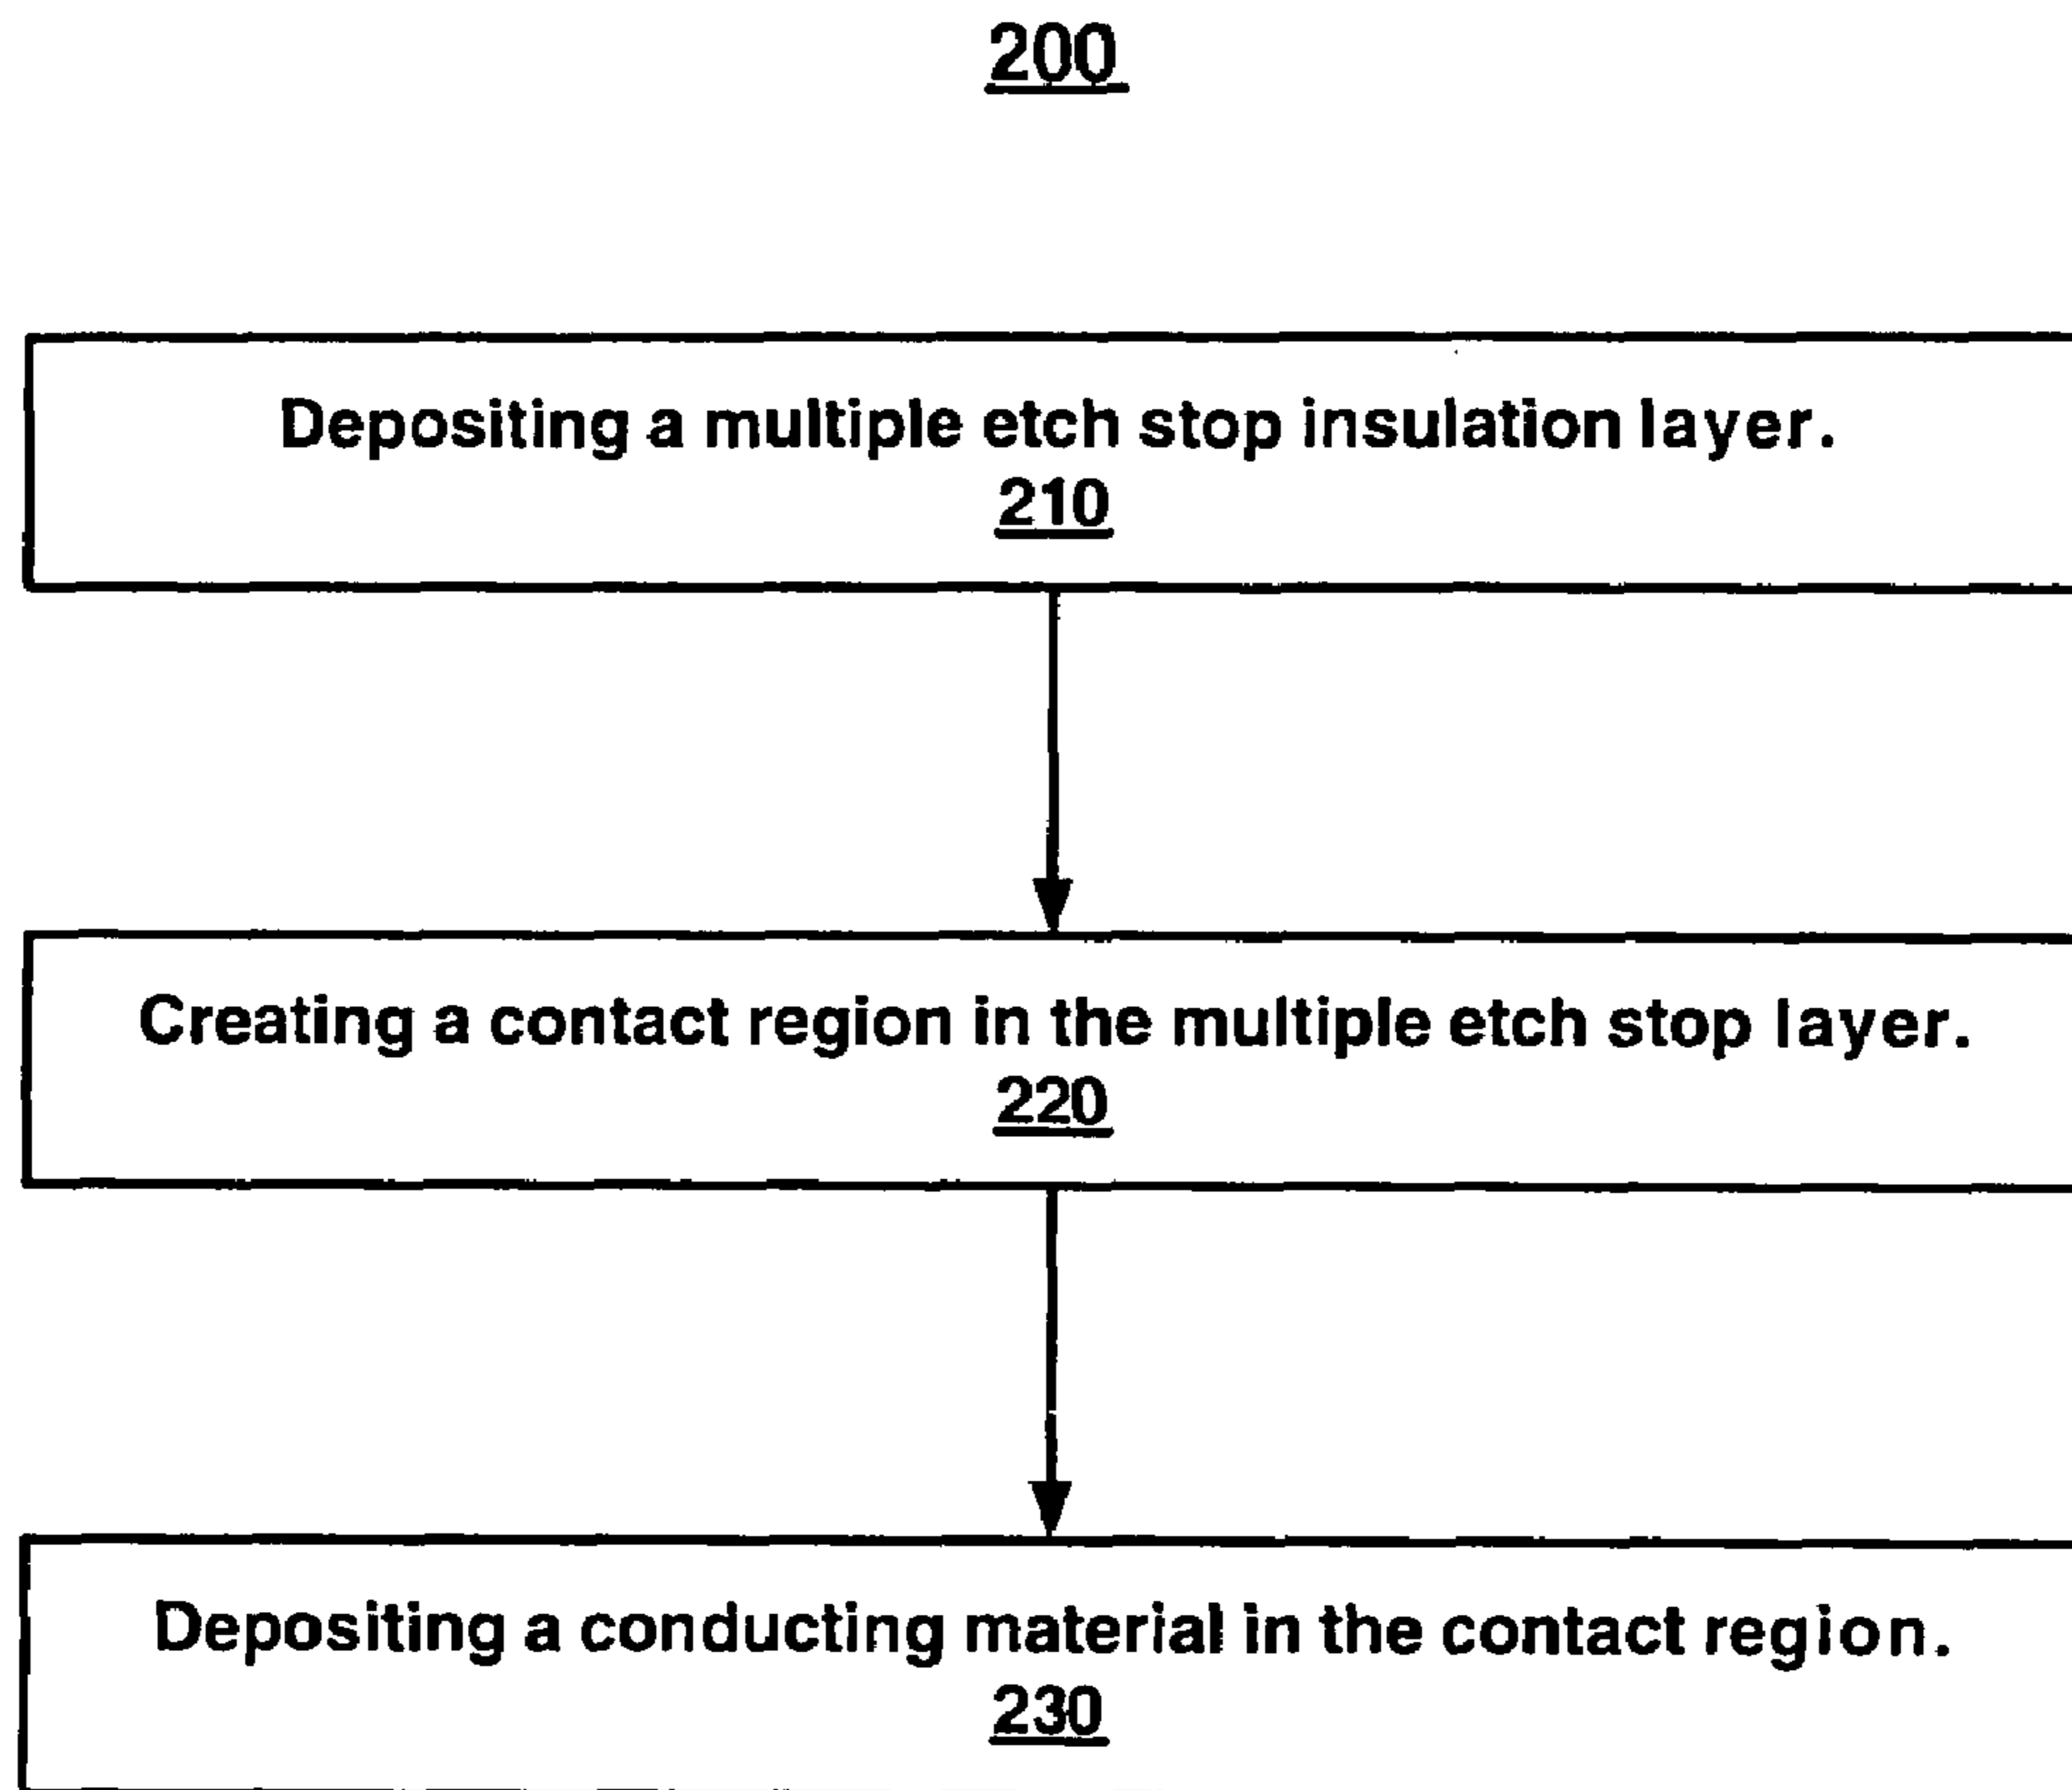 200
Depositing a multiple etch stop insulation layer.
210
Creating a contact region in the multiple etch stop layer.
220
Depositing a conducting material in the contact region.
230